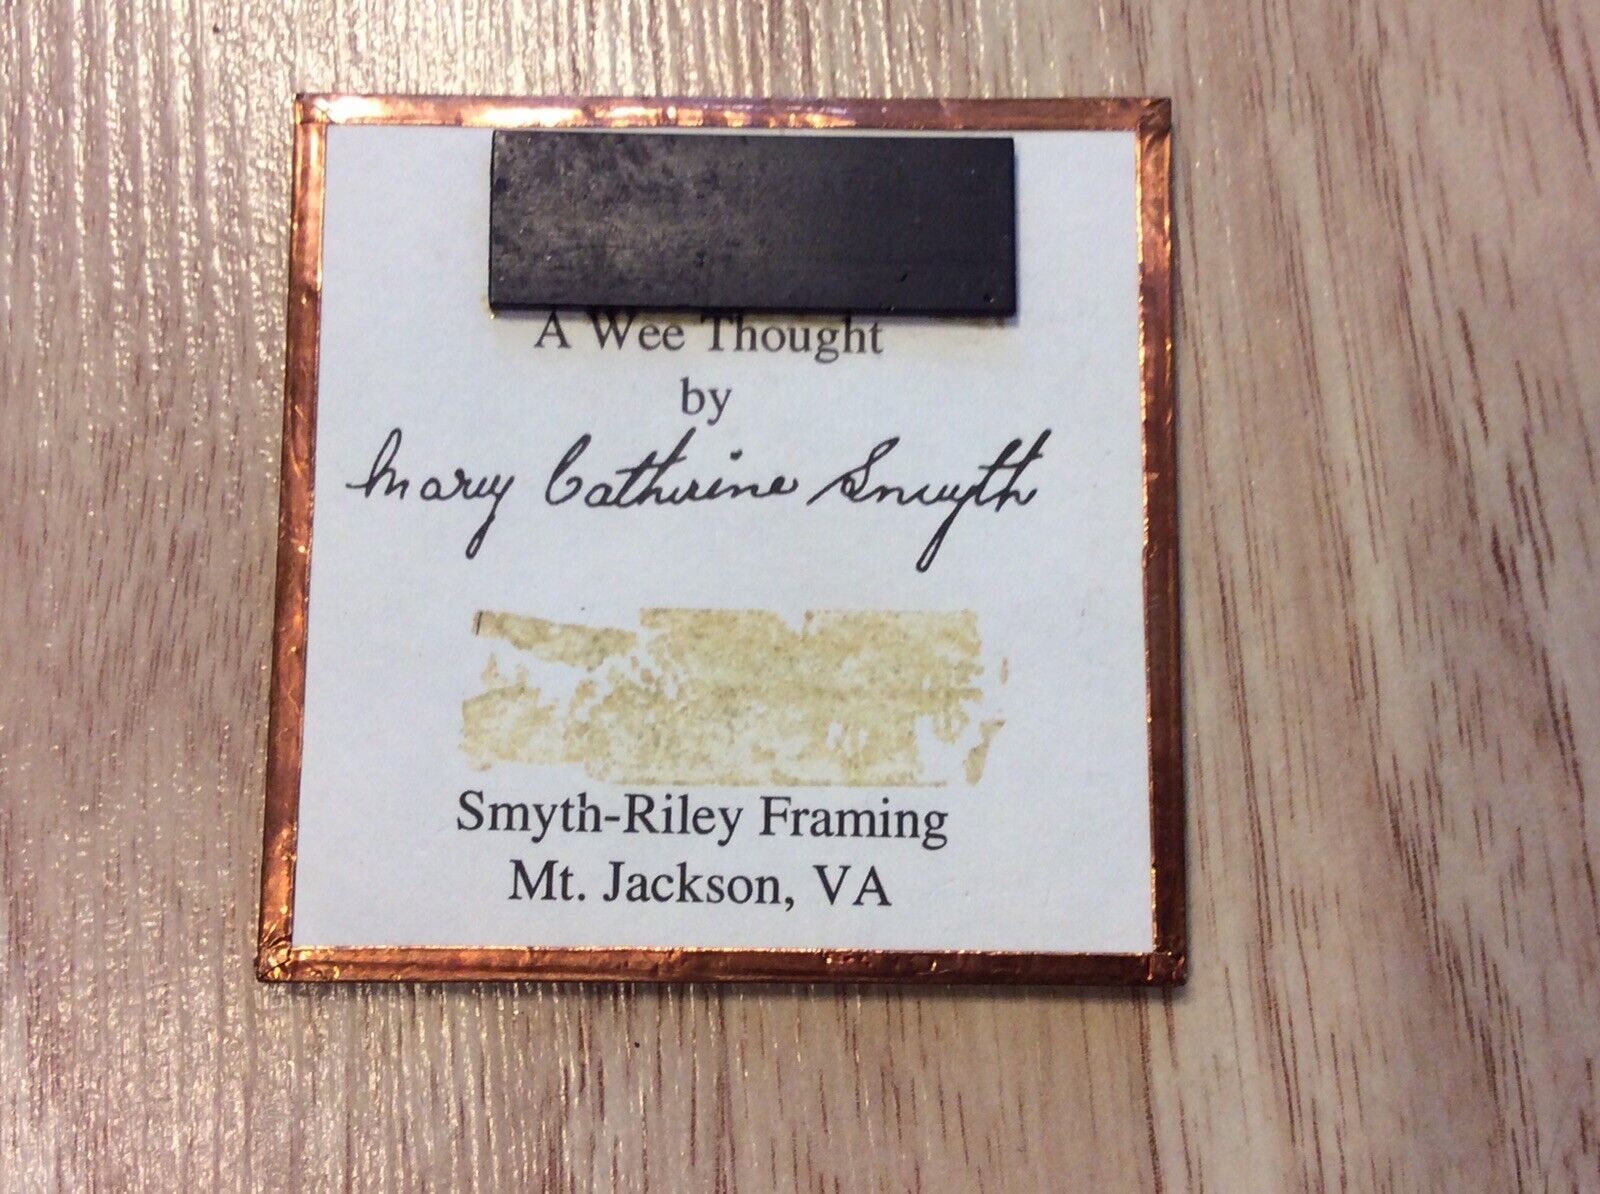 A Wee Thought
by
Mary Catherine Smyth
Smyth-Riley Framing
Mt. Jackson, VA